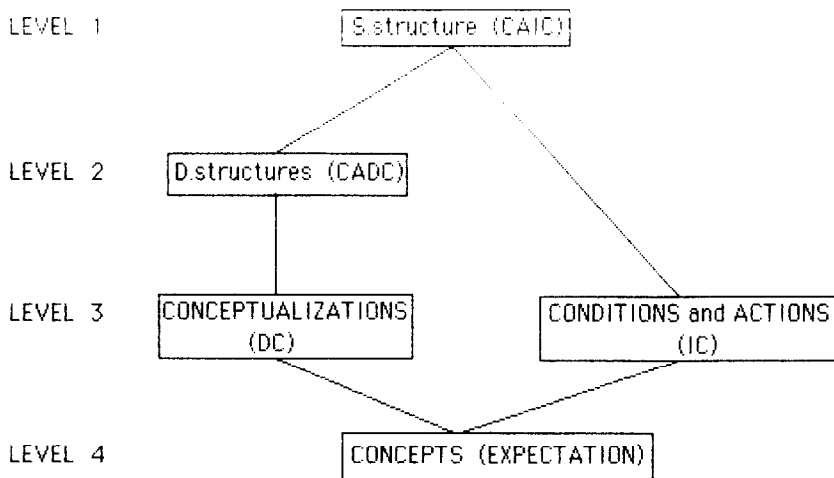 LEVEL 1 S.structure (CAIC)
LEVEL 2 D.structures (CADC)
LEVEL 3 CONCEPTUALIZATIONS (DC) CONDITIONS and ACTIONS (IC)
LEVEL 4 CONCEPTS (EXPECTATION)